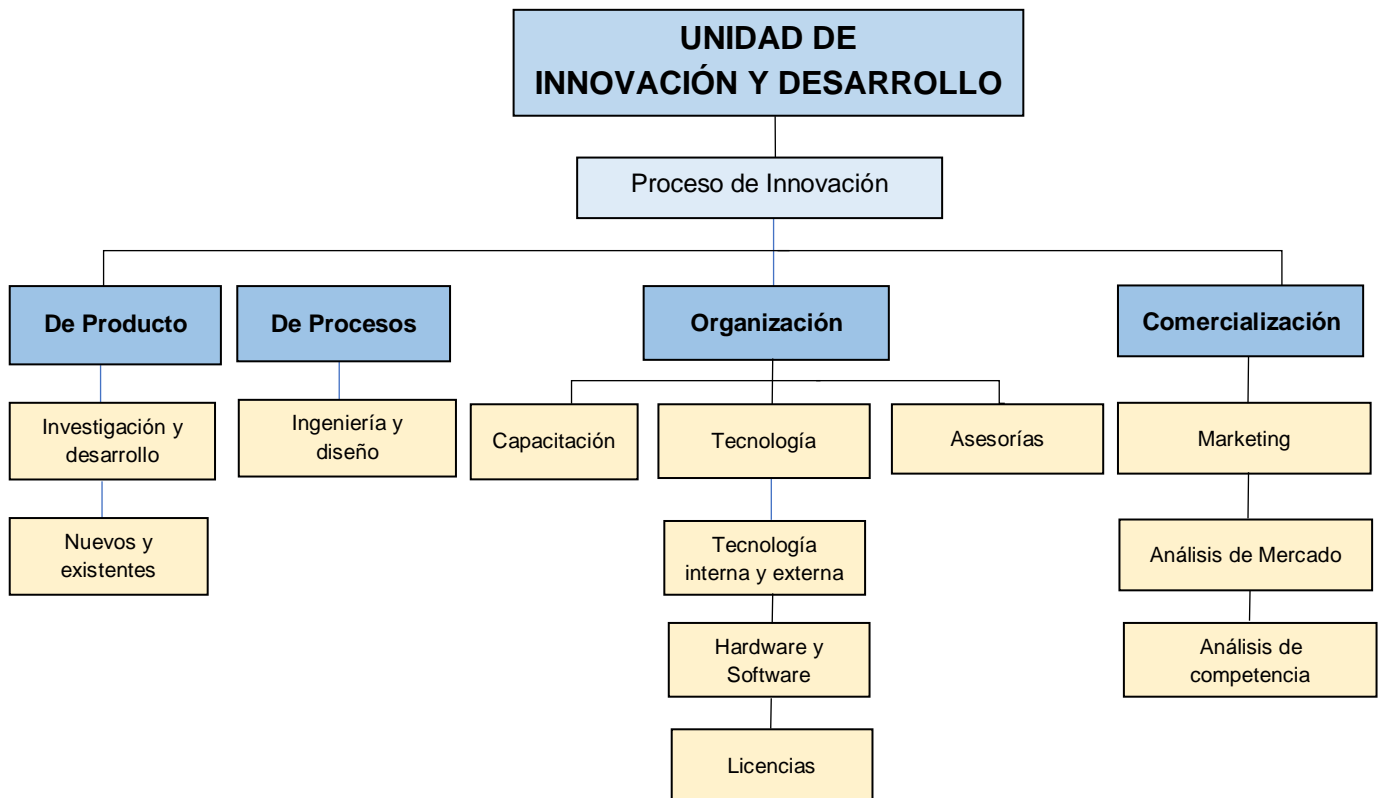 UNIDAD DE
INNOVACIÓN Y DESARROLLO
Proceso de Innovación
De Producto
De Procesos
Organización
Comercialización
Investigación y
desarrollo
Ingeniería y
diseño
Capacitación
Tecnología
Asesorías
Marketing
Nuevos y
existentes
Tecnología
interna y externa
Análisis de Mercado
Hardware y
Software
Análisis de
competencia
Licencias